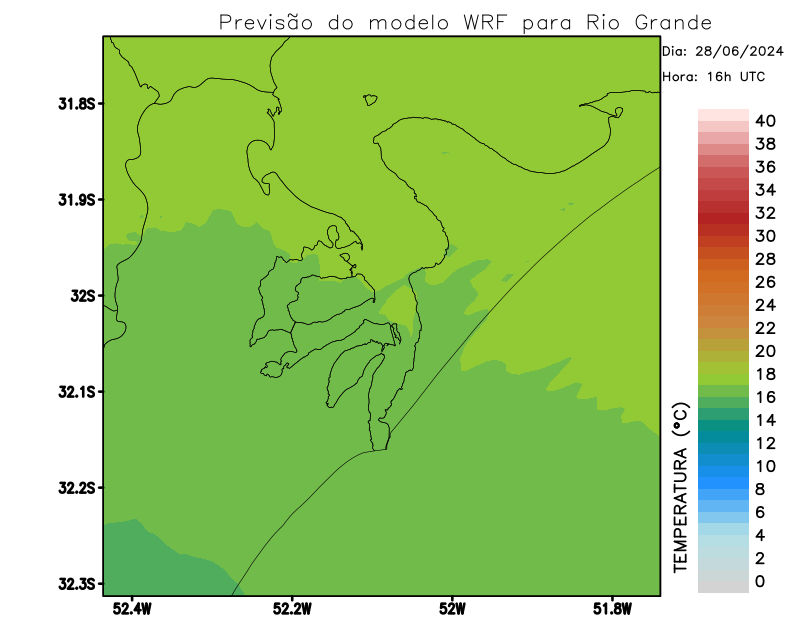 Previsão do modelo WRF para Rio Grande
Dia: 28/06/2024
Hora: 16h UTC
31.8S
31.9S
32S
32.1S
32.2S
32.3S
52.4W
52.2W
52W
51.8W
TEMPERATURA (°C)
40
38
36
34
32
30
28
26
24
22
20
18
16
14
12
10
8
6
4
2
0